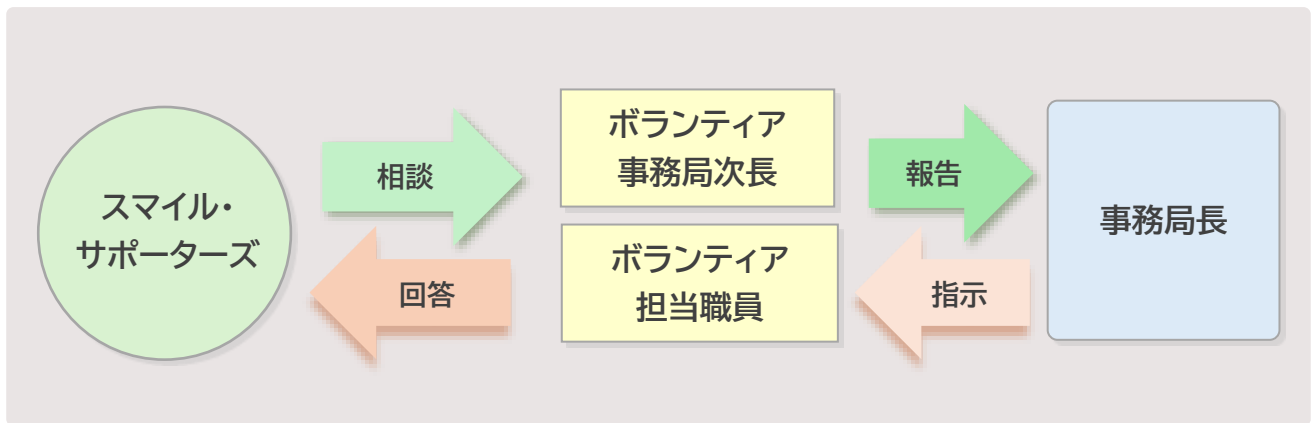 スマイル・
サポーターズ
相談
回答
ボランティア
事務局次長
ボランティア
担当職員
報告
指示
事務局長